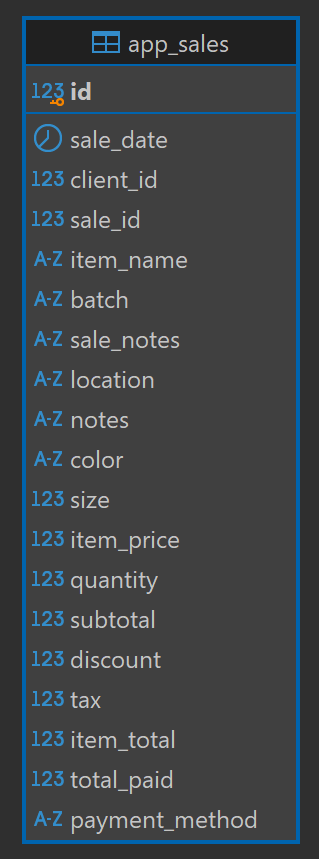 app_sales
123 id
sale_date
123 client_id
123 sale_id
A-Z item_name
A-Z batch
A-Z sale_notes
A-Z location
A-Z notes
A-Z color
123 size
123 item_price
123 quantity
123 subtotal
123 discount
123 tax
123 item_total
123 total_paid
A-Z payment_method